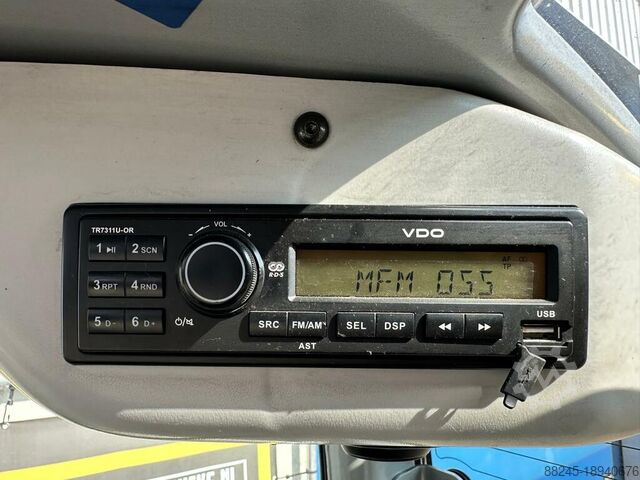 TR7311U-OR
VOL
VDO
1 ▶II
2 SCN
3 RPT
4 RND
5 D-
6 D+
R·D·S
AF
TP
MFM 055
SRC
FM/AM
SEL
DSP
◀◀
▶▶
USB
AST
88245-18940676